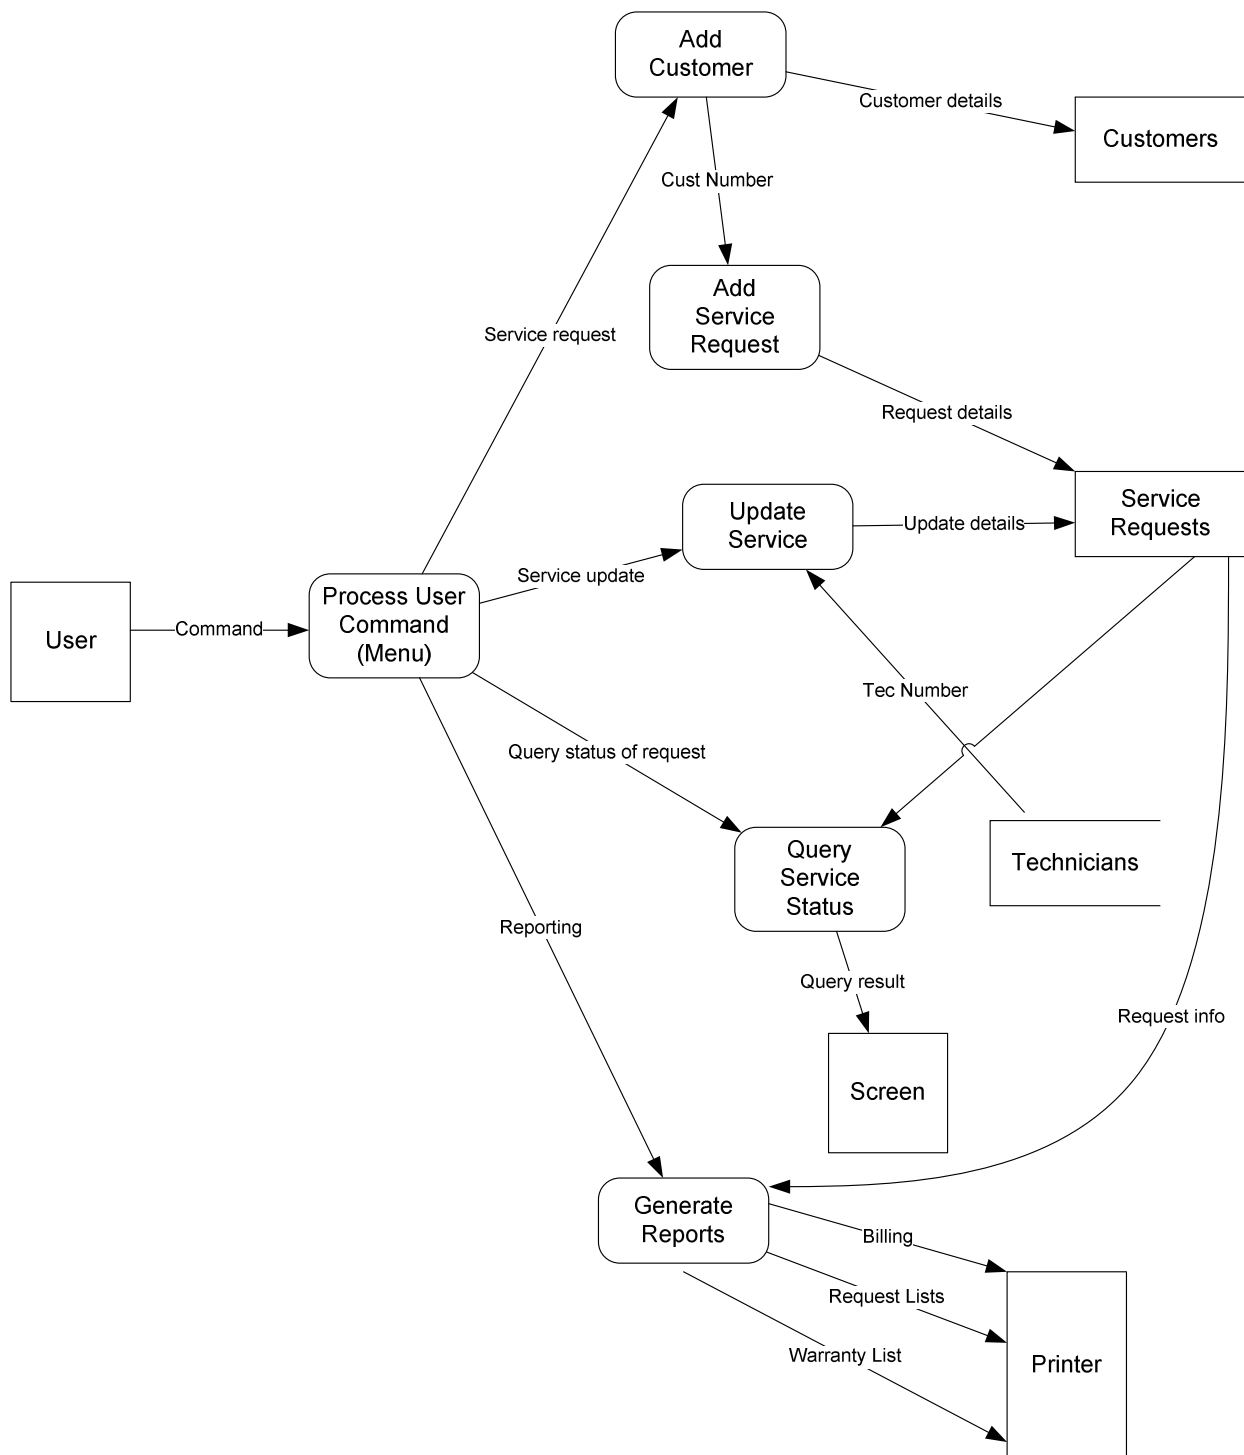 Add
Customer
Customer details
Customers
Cust Number
Add
Service
Request
Service request
Request details
Service
Requests
Update
Service
Update details
Service update
Process User
Command
(Menu)
User
Command
Tec Number
Query status of request
Technicians
Query
Service
Status
Reporting
Query result
Request info
Screen
Generate
Reports
Billing
Request Lists
Warranty List
Printer